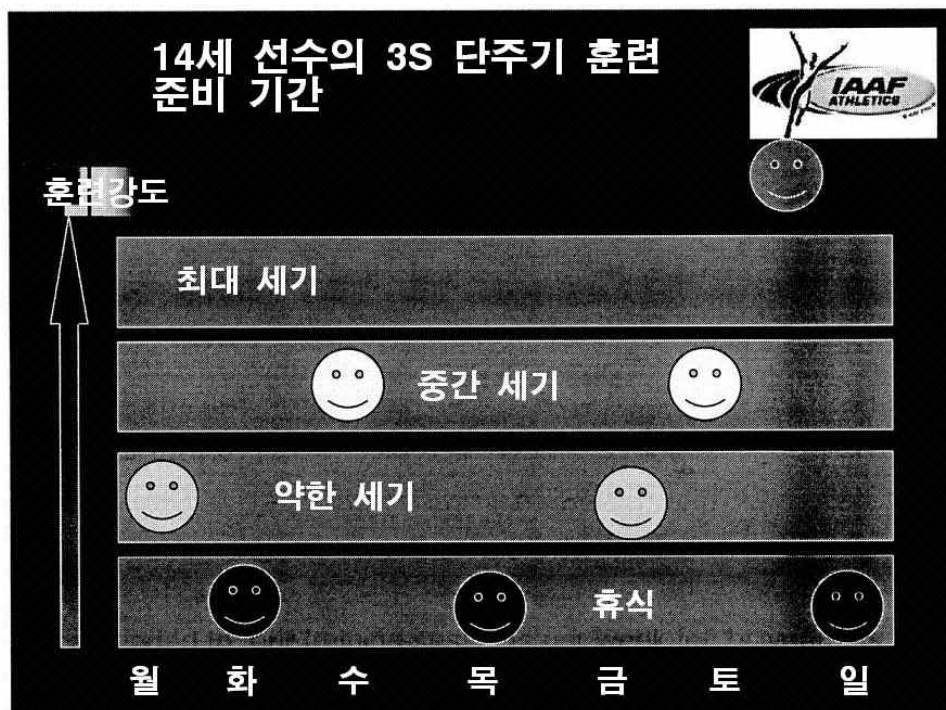 14세 선수의 3S 단주기 훈련
준비 기간
IAAF
ATHLETICS
훈련강도
최대 세기
중간 세기
약한 세기
휴식
월 화 수 목 금 토 일